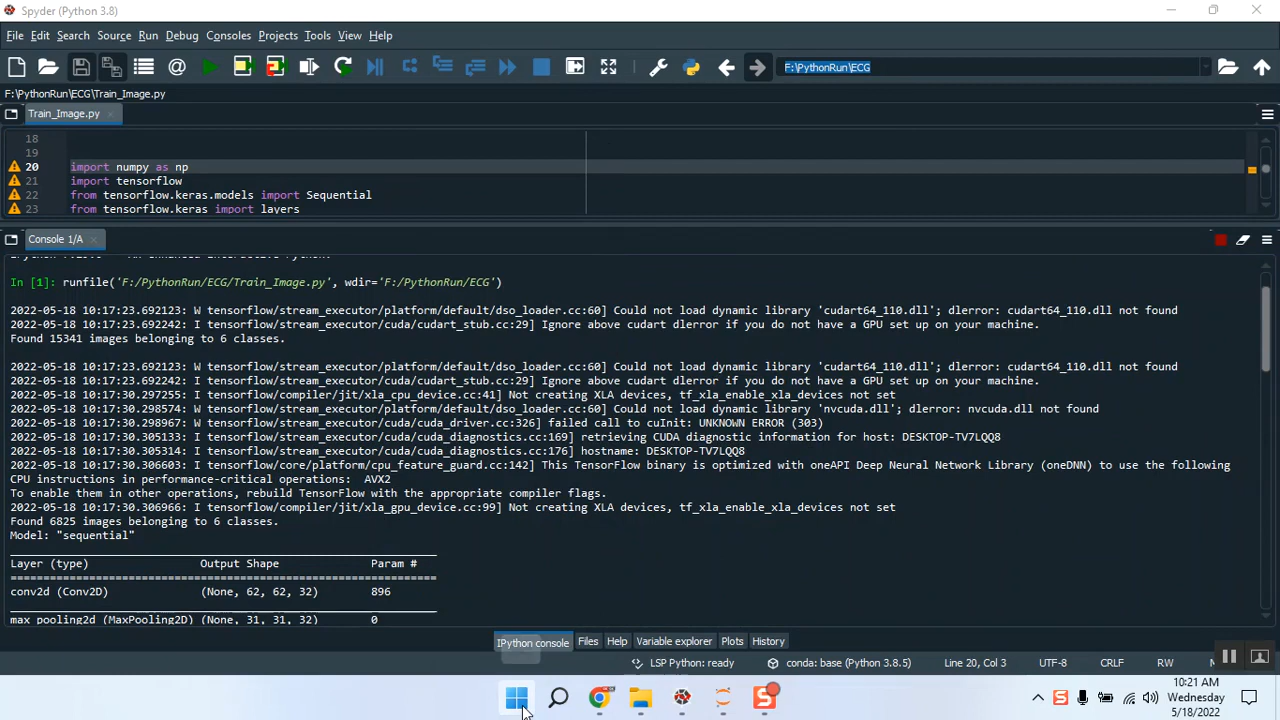 Spyder (Python 3.8)
File Edit Search Source Run Debug Consoles Projects Tools View Help
F:\PythonRun\ECG
F:\PythonRun\ECG\Train_Image.py
Train_Image.py
18
19
20 import numpy as np
21 import tensorflow
22 from tensorflow.keras.models import Sequential
23 from tensorflow.keras import layers
Console 1/A
In [1]: runfile('F:/PythonRun/ECG/Train_Image.py', wdir='F:/PythonRun/ECG')
2022-05-18 10:17:23.692123: W tensorflow/stream_executor/platform/default/dso_loader.cc:60] Could not load dynamic library 'cudart64_110.dll'; dlerror: cudart64_110.dll not found
2022-05-18 10:17:23.692242: I tensorflow/stream_executor/cuda/cudart_stub.cc:29] Ignore above cudart dlerror if you do not have a GPU set up on your machine.
Found 15341 images belonging to 6 classes.
2022-05-18 10:17:23.692123: W tensorflow/stream_executor/platform/default/dso_loader.cc:60] Could not load dynamic library 'cudart64_110.dll'; dlerror: cudart64_110.dll not found
2022-05-18 10:17:23.692242: I tensorflow/stream_executor/cuda/cudart_stub.cc:29] Ignore above cudart dlerror if you do not have a GPU set up on your machine.
2022-05-18 10:17:30.297255: I tensorflow/compiler/jit/xla_cpu_device.cc:41] Not creating XLA devices, tf_xla_enable_xla_devices not set
2022-05-18 10:17:30.298574: W tensorflow/stream_executor/platform/default/dso_loader.cc:60] Could not load dynamic library 'nvcuda.dll'; dlerror: nvcuda.dll not found
2022-05-18 10:17:30.298967: W tensorflow/stream_executor/cuda/cuda_driver.cc:326] failed call to cuInit: UNKNOWN ERROR (303)
2022-05-18 10:17:30.305133: I tensorflow/stream_executor/cuda/cuda_diagnostics.cc:169] retrieving CUDA diagnostic information for host: DESKTOP-TV7LQQ8
2022-05-18 10:17:30.305314: I tensorflow/stream_executor/cuda/cuda_diagnostics.cc:176] hostname: DESKTOP-TV7LQQ8
2022-05-18 10:17:30.306603: I tensorflow/core/platform/cpu_feature_guard.cc:142] This TensorFlow binary is optimized with oneAPI Deep Neural Network Library (oneDNN) to use the following
CPU instructions in performance-critical operations:  AVX2
To enable them in other operations, rebuild TensorFlow with the appropriate compiler flags.
2022-05-18 10:17:30.306966: I tensorflow/compiler/jit/xla_gpu_device.cc:99] Not creating XLA devices, tf_xla_enable_xla_devices not set
Found 6825 images belonging to 6 classes.
Model: "sequential"
Layer (type) Output Shape Param #
conv2d (Conv2D) (None, 62, 62, 32) 896
max_pooling2d (MaxPooling2D) (None, 31, 31, 32) 0
IPython console Files Help Variable explorer Plots History
LSP Python: ready conda: base (Python 3.8.5) Line 20, Col 3 UTF-8 CRLF RW
10:21 AM
Wednesday
5/18/2022